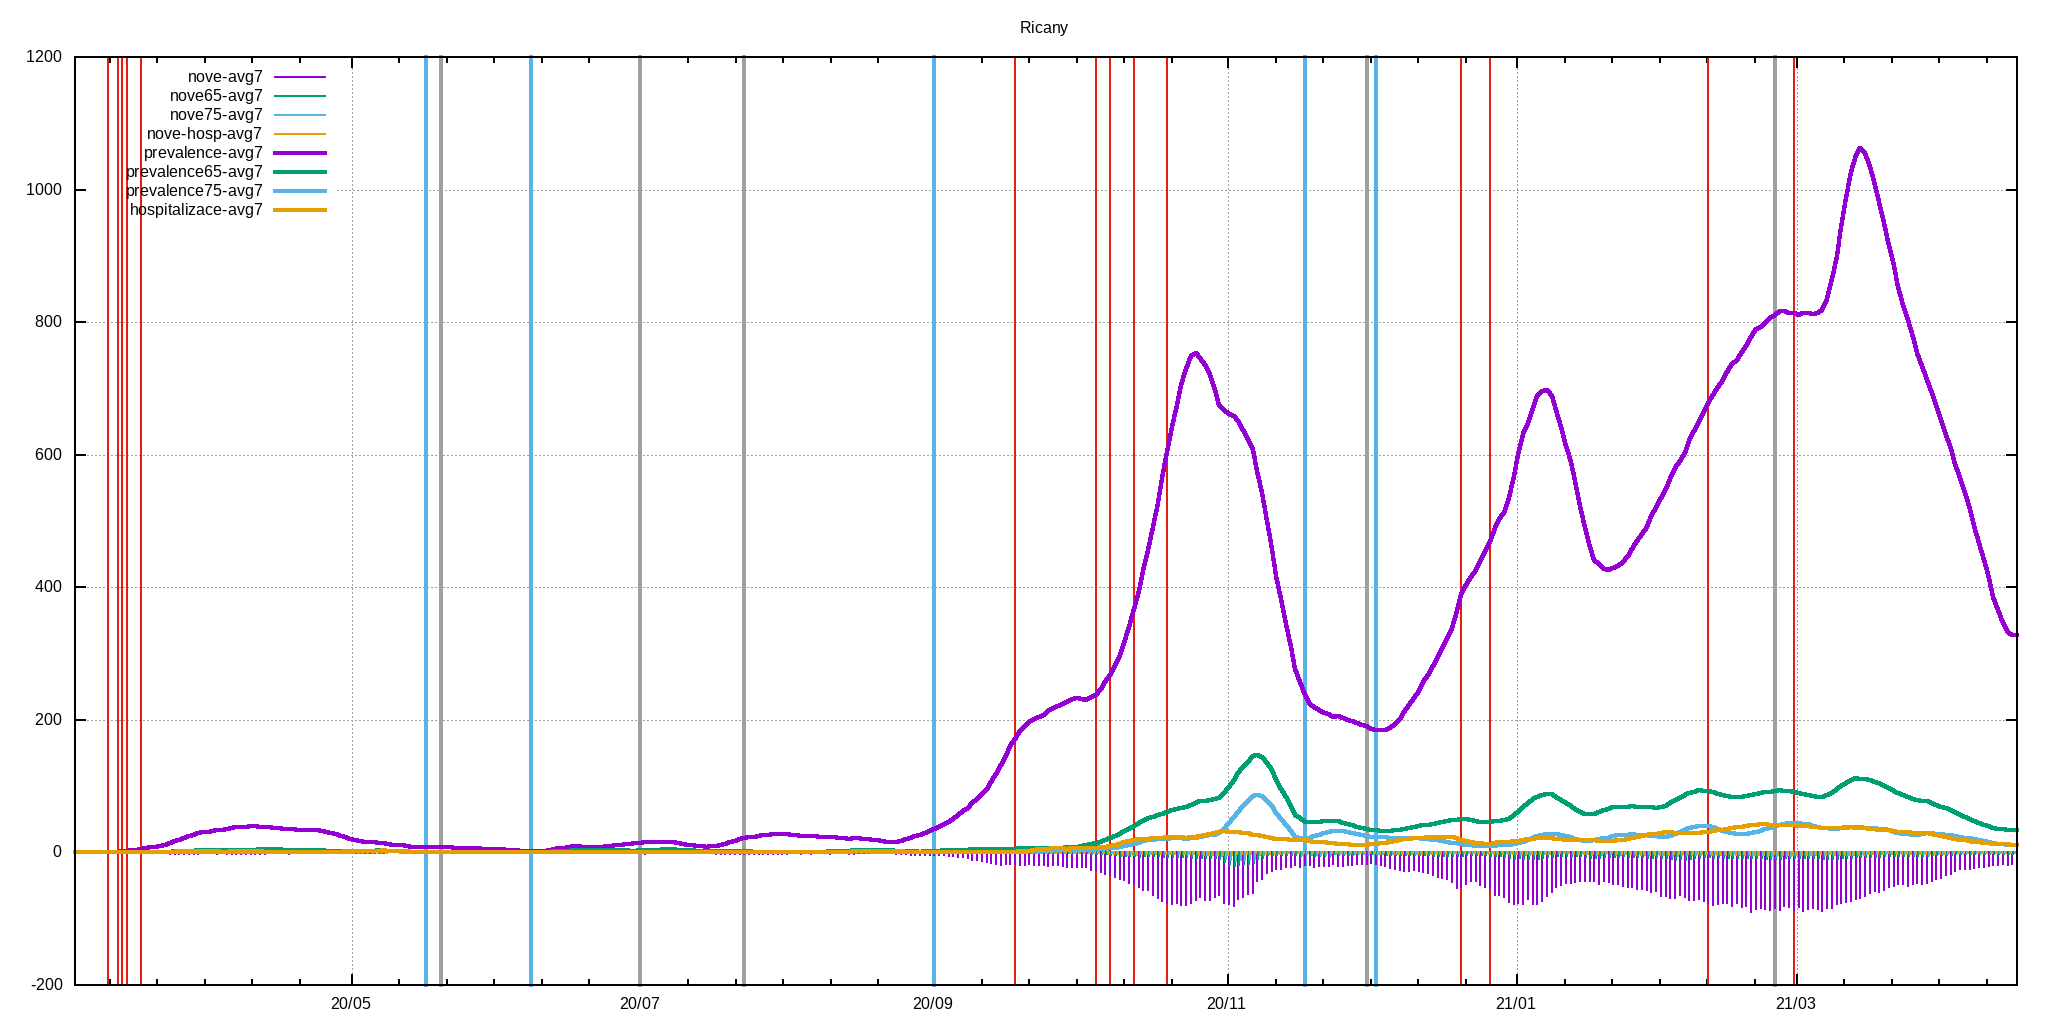 Ricany
1200
nove-avg7
nove65-avg7
nove75-avg7
nove-hosp-avg7
prevalence-avg7
prevalence65-avg7
prevalence75-avg7
hospitalizace-avg7
1000
800
600
400
200
0
-200
20/05 20/07 20/09 20/11 21/01 21/03